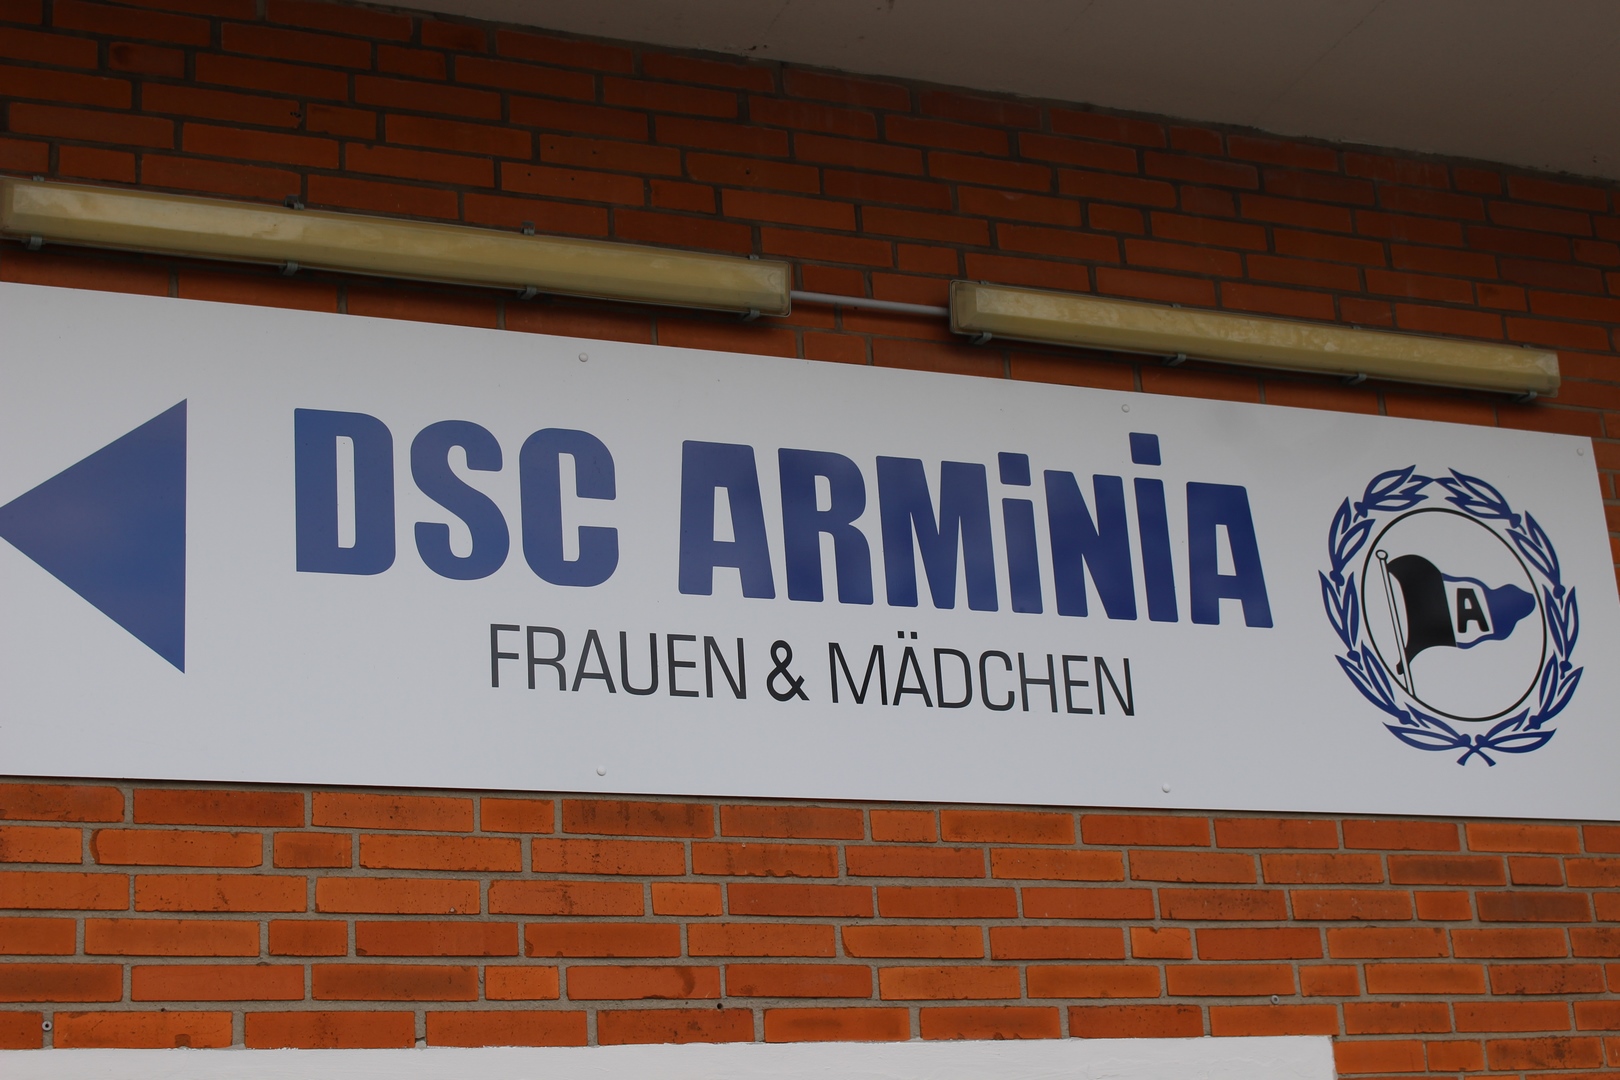 DSC ARMiNiA
FRAUEN & MÄDCHEN
A